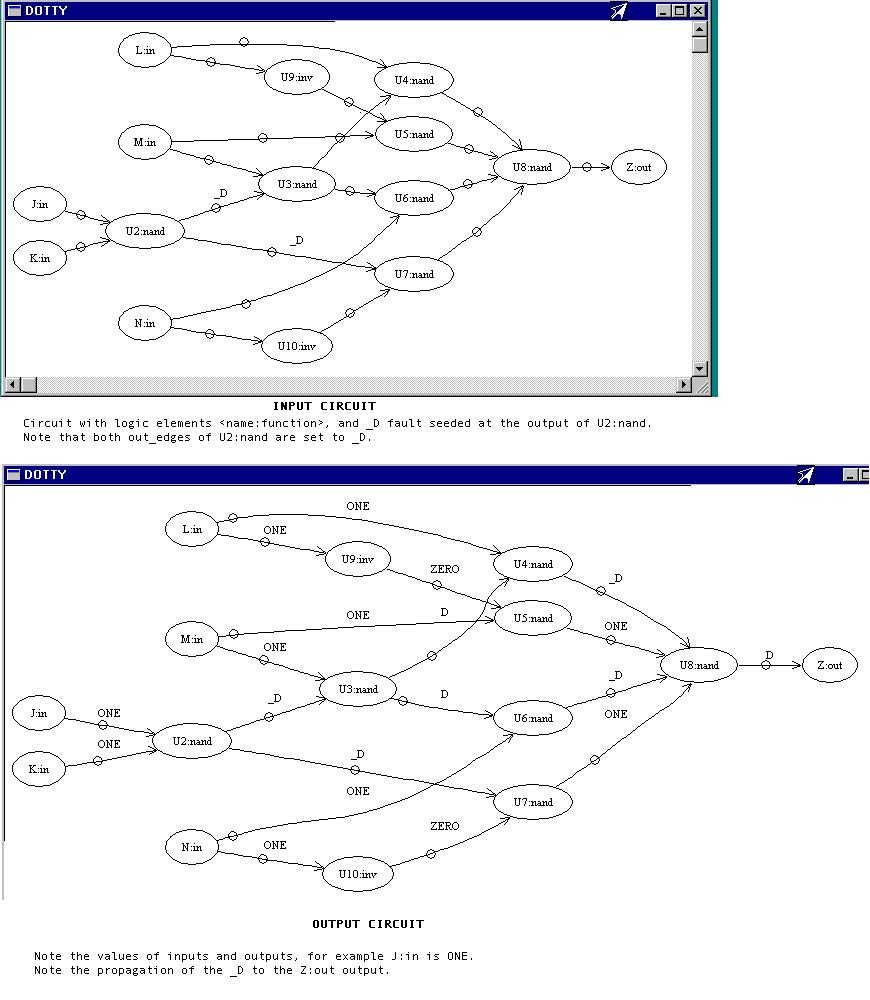 DOTTY
L:in
U9:inv
U4:nand
M:in
U5:nand
U8:nand
Z:out
U3:nand
_D
U6:nand
J:in
U2:nand
_D
K:in
U7:nand
N:in
U10:inv
INPUT CIRCUIT
Circuit with logic elements <name:function>, and _D fault seeded at the output of U2:nand.
Note that both out_edges of U2:nand are set to _D.
DOTTY
ONE
L:in
ONE
U9:inv
U4:nand
ZERO
_D
ONE
D
U5:nand
M:in
ONE
ONE
D
U8:nand
Z:out
U3:nand
_D
D
_D
J:in
ONE
U6:nand
ONE
U2:nand
ONE
K:in
_D
ONE
U7:nand
ZERO
N:in
ONE
U10:inv
OUTPUT CIRCUIT
Note the values of inputs and outputs, for example J:in is ONE.
Note the propagation of the _D to the Z:out output.